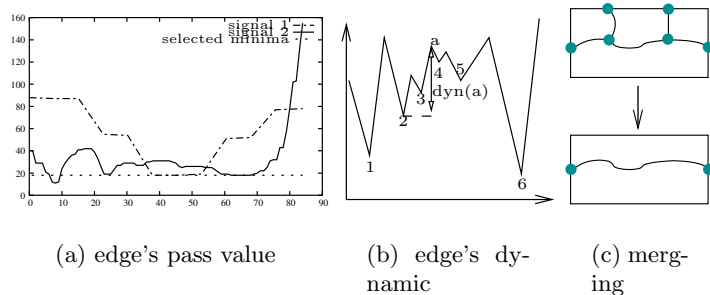 160
140
120
100
80
60
40
20
0
signal 1
signal 2
selected minima
0 10 20 30 40 50 60 70 80 90
a
4
5
3
dyn(a)
2
1
6
(a) edge's pass value
(b) edge's dy-
namic
(c) merg-
ing